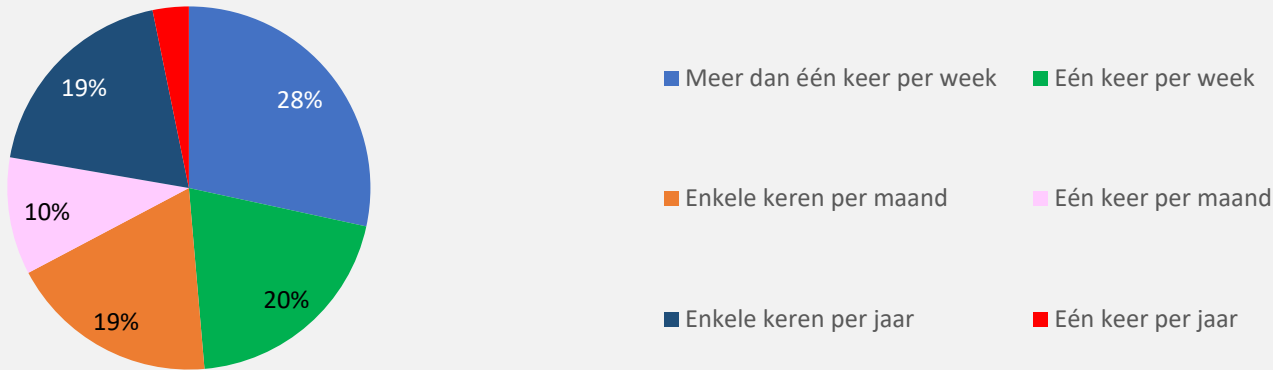 19%
28%
10%
19%
20%
Meer dan één keer per week
Eén keer per week
Enkele keren per maand
Eén keer per maand
Enkele keren per jaar
Eén keer per jaar